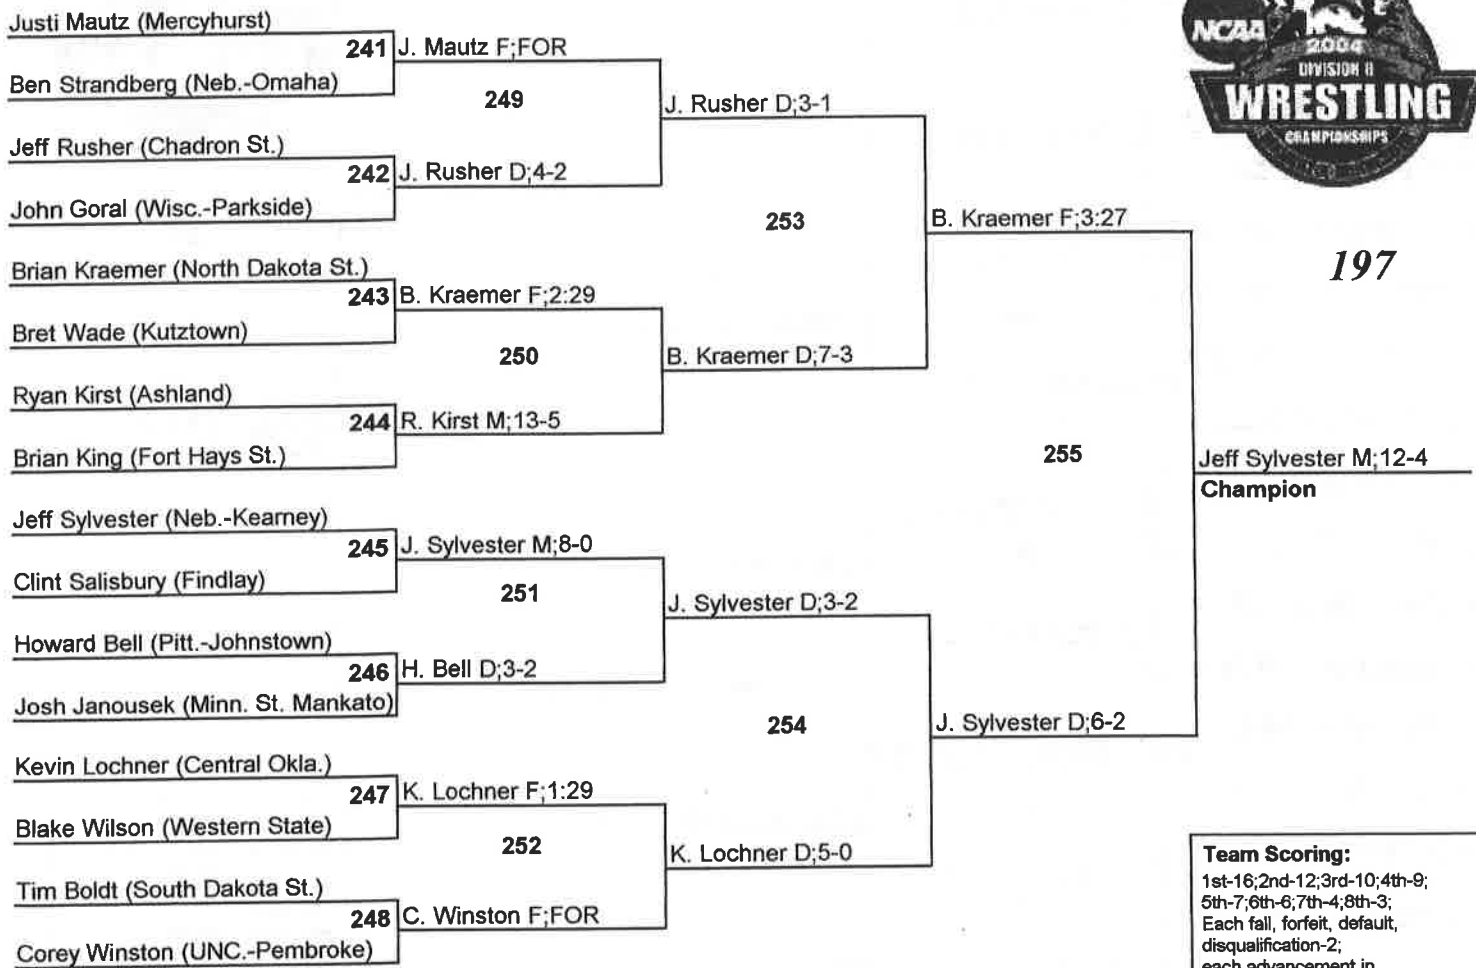 Justi Mautz (Mercyhurst)
241 J. Mautz F;FOR
Ben Strandberg (Neb.-Omaha)
249
J. Rusher D;3-1
Jeff Rusher (Chadron St.)
242 J. Rusher D;4-2
John Goral (Wisc.-Parkside)
253
B. Kraemer F;3:27
Brian Kraemer (North Dakota St.)
243 B. Kraemer F;2:29
Bret Wade (Kutztown)
250
B. Kraemer D;7-3
Ryan Kirst (Ashland)
244 R. Kirst M;13-5
Brian King (Fort Hays St.)
255
Jeff Sylvester M;12-4
Champion
Jeff Sylvester (Neb.-Kearney)
245 J. Sylvester M;8-0
Clint Salisbury (Findlay)
251
J. Sylvester D;3-2
Howard Bell (Pitt.-Johnstown)
246 H. Bell D;3-2
Josh Janousek (Minn. St. Mankato)
254
J. Sylvester D;6-2
Kevin Lochner (Central Okla.)
247 K. Lochner F;1:29
Blake Wilson (Western State)
252
K. Lochner D;5-0
Tim Boldt (South Dakota St.)
248 C. Winston F;FOR
Corey Winston (UNC.-Pembroke)
NCAA
2004
DIVISION II
WRESTLING
CHAMPIONSHIPS
197
Team Scoring:
1st-16;2nd-12;3rd-10;4th-9;
5th-7;6th-6;7th-4;8th-3;
Each fall, forfeit, default,
disqualification-2;
each advancement in